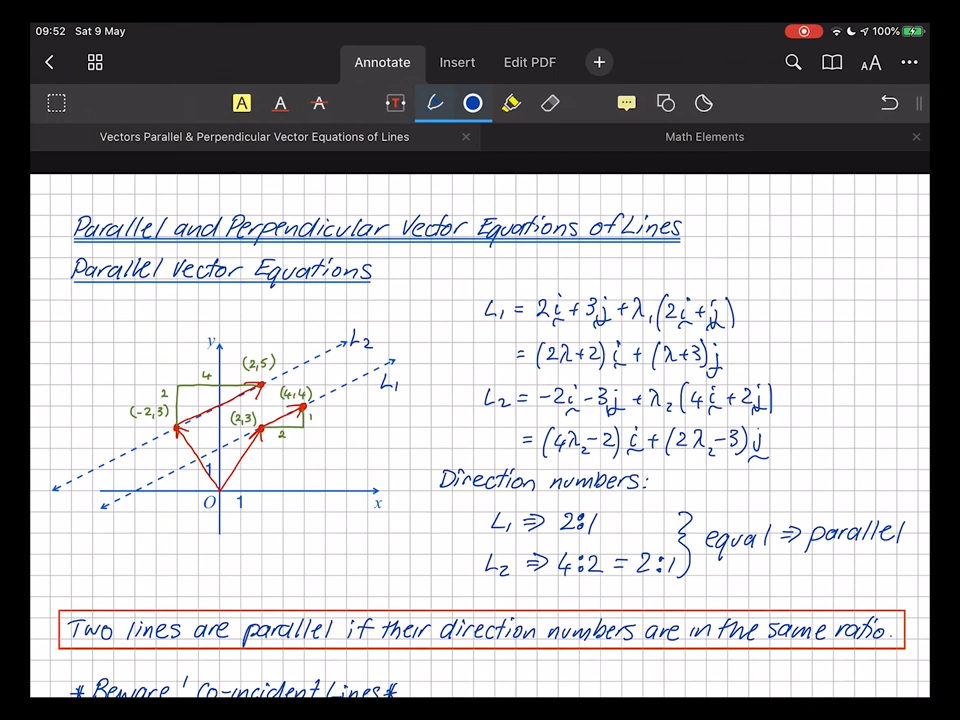 09:52 Sat 9 May 100%
Annotate Insert Edit PDF
Vectors Parallel & Perpendicular Vector Equations of Lines
Math Elements
Parallel and Perpendicular Vector Equations of Lines
Parallel Vector Equations
L₁ = 2i + 3j + λ₁(2i + j)
= (2λ+2)i + (λ+3)j
L₂ = -2i - 3j + λ₂(4i + 2j)
= (4λ₂-2)i + (2λ₂-3)j
y
L₂
L₁
(2,5)
4
2
(4,4)
(-2,3)
(2,3)
1
2
1
O 1 x
Direction numbers:
L₁ ⇒ 2:1
L₂ ⇒ 4:2 = 2:1
} equal ⇒ parallel
Two lines are parallel if their direction numbers are in the same ratio.
*Beware ' Co-incident Lines*